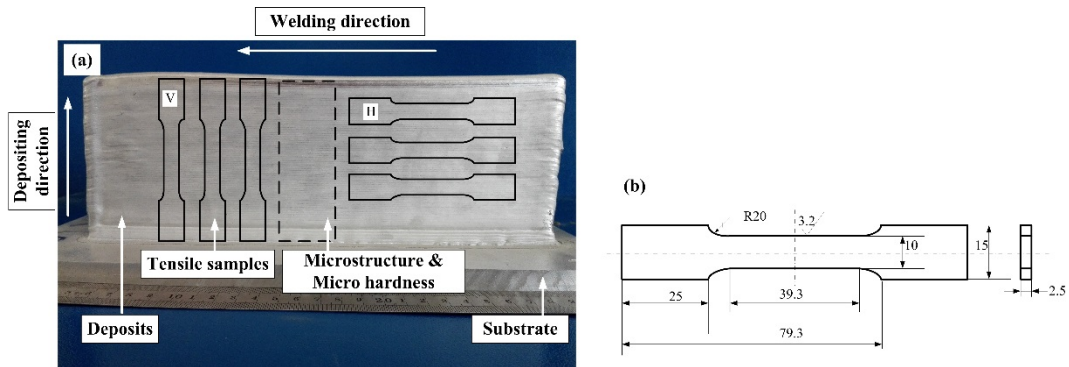 Welding direction
(a)
V
H
Depositing
direction
Tensile samples
Microstructure &
Micro hardness
Deposits
Substrate
(b)
R20
3.2
10
15
25
39.3
2.5
79.3